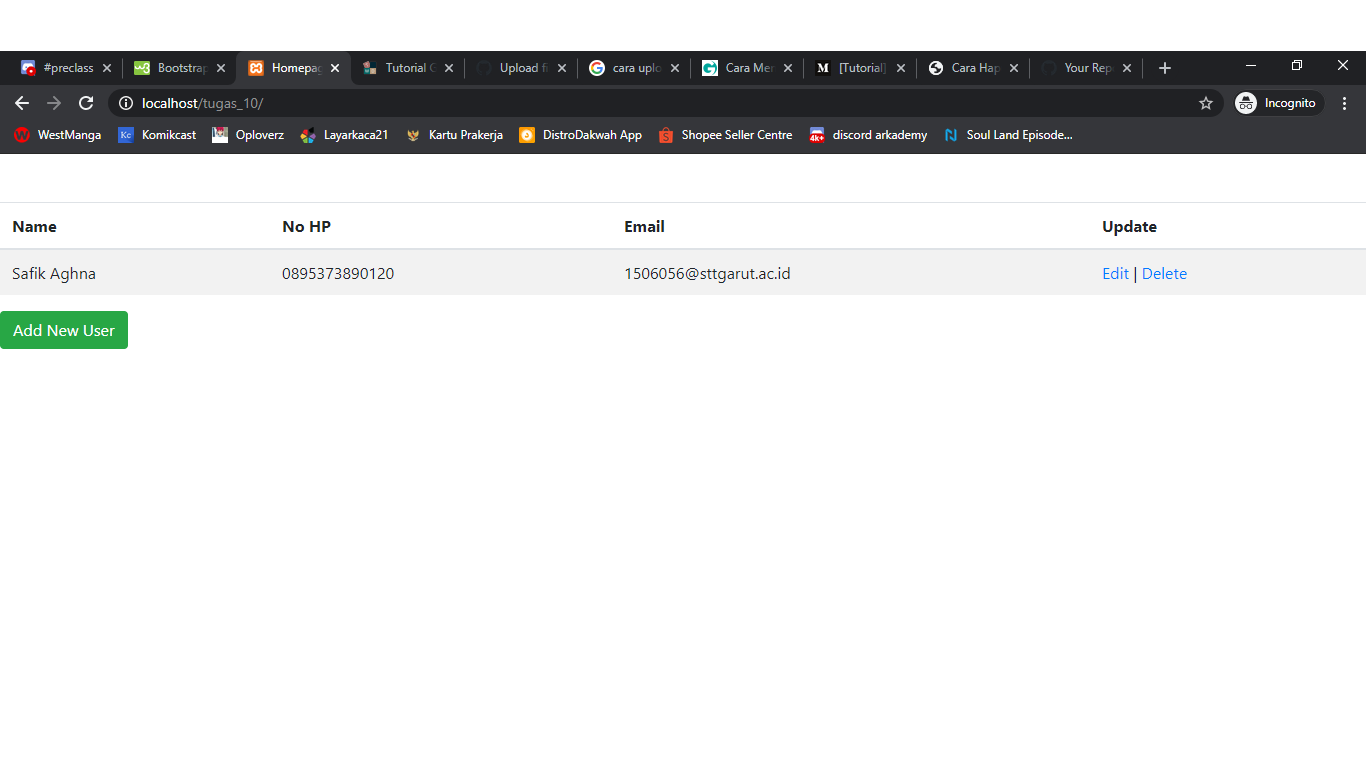 #preclass Bootstrap Homepag Tutorial G Upload fi cara uplo Cara Mer [Tutorial] Cara Hap Your Rep
localhost/tugas_10/ Incognito
WestManga Komikcast Oploverz Layarkaca21 Kartu Prakerja DistroDakwah App Shopee Seller Centre discord arkademy Soul Land Episode...
Name No HP Email Update
Safik Aghna 0895373890120 1506056@sttgarut.ac.id Edit | Delete
Add New User